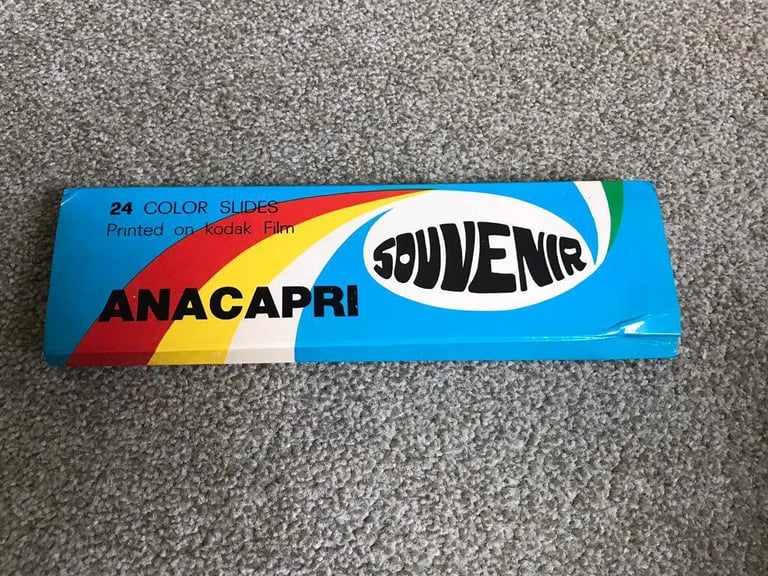 24 COLOR SLIDES
Printed on Kodak Film
SOUVENIR
ANACAPRI